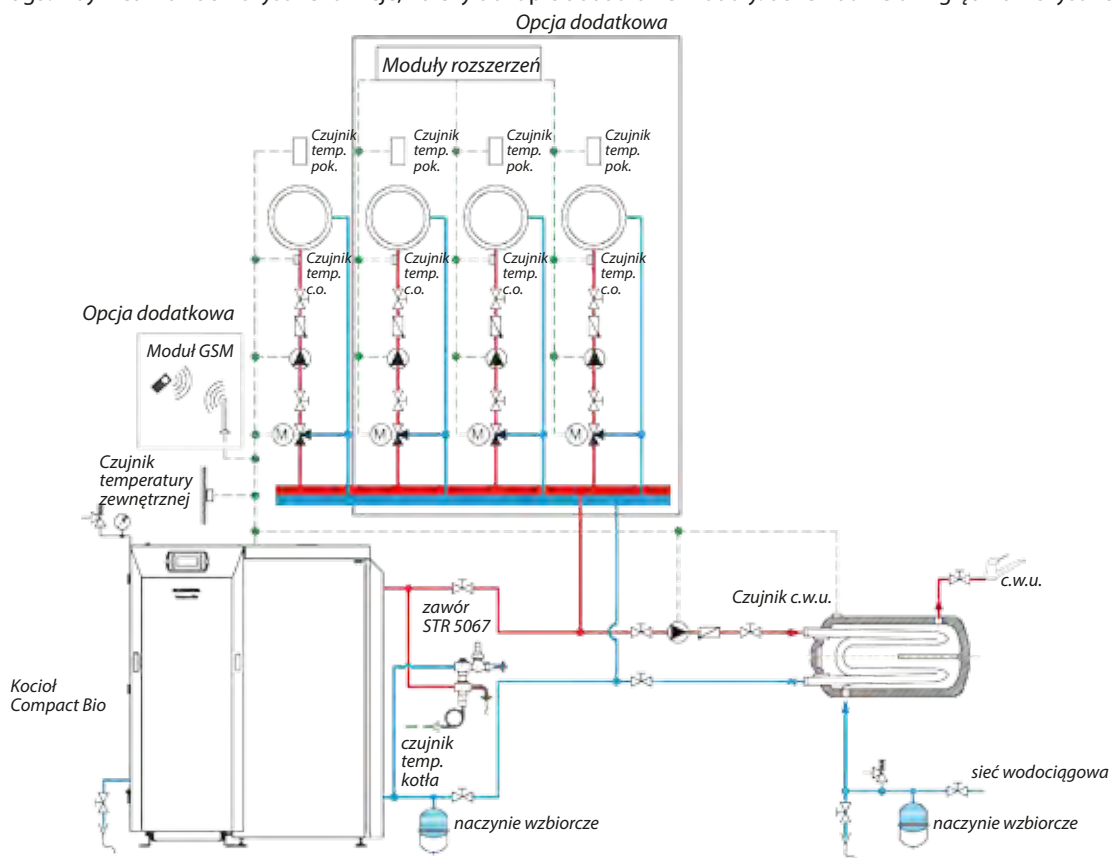 Opcja dodatkowa
Moduły rozszerzeń
Czujnik
temp.
pok.
Czujnik
temp.
pok.
Czujnik
temp.
pok.
Czujnik
temp.
pok.
Czujnik
temp.
c.o.
Czujnik
temp.
c.o.
Czujnik
temp.
c.o.
Czujnik
temp.
c.o.
Opcja dodatkowa
Moduł GSM
M
M
M
M
Czujnik
temperatury
zewnętrznej
zawór
STR 5067
Czujnik c.w.u.
c.w.u.
Kocioł
Compact Bio
czujnik
temp.
kotła
sieć wodociągowa
naczynie wzbiorcze
naczynie wzbiorcze